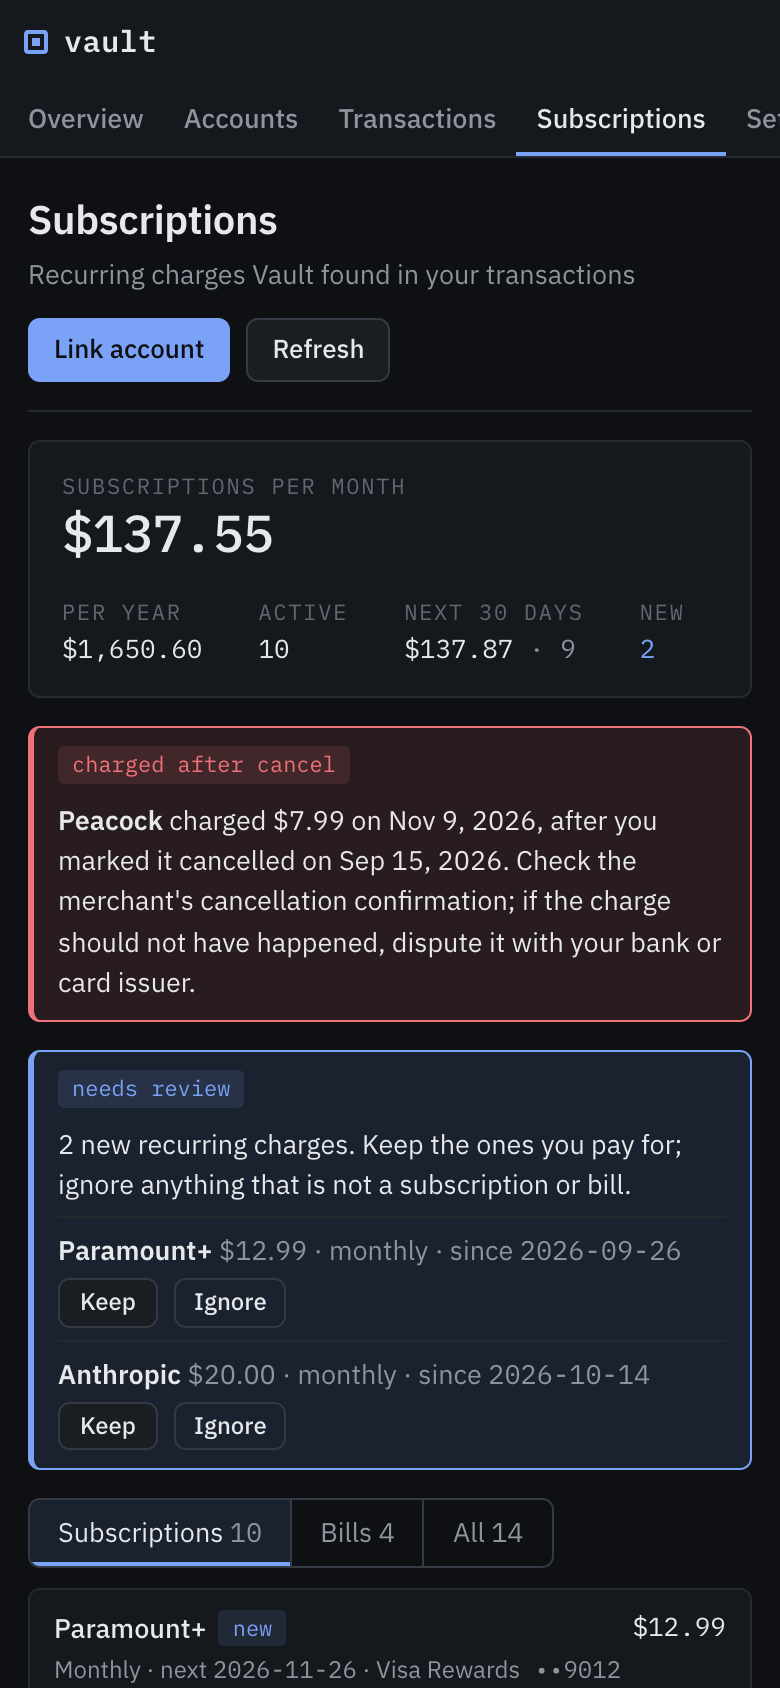 vault
Overview Accounts Transactions Subscriptions Se
Subscriptions
Recurring charges Vault found in your transactions
Link account Refresh
SUBSCRIPTIONS PER MONTH
$137.55
PER YEAR ACTIVE NEXT 30 DAYS NEW
$1,650.60 10 $137.87 · 9 2
charged after cancel
Peacock charged $7.99 on Nov 9, 2026, after you
marked it cancelled on Sep 15, 2026. Check the
merchant's cancellation confirmation; if the charge
should not have happened, dispute it with your bank or
card issuer.
needs review
2 new recurring charges. Keep the ones you pay for;
ignore anything that is not a subscription or bill.
Paramount+ $12.99 · monthly · since 2026-09-26
Keep Ignore
Anthropic $20.00 · monthly · since 2026-10-14
Keep Ignore
Subscriptions 10 Bills 4 All 14
Paramount+ new $12.99
Monthly · next 2026-11-26 · Visa Rewards ••9012